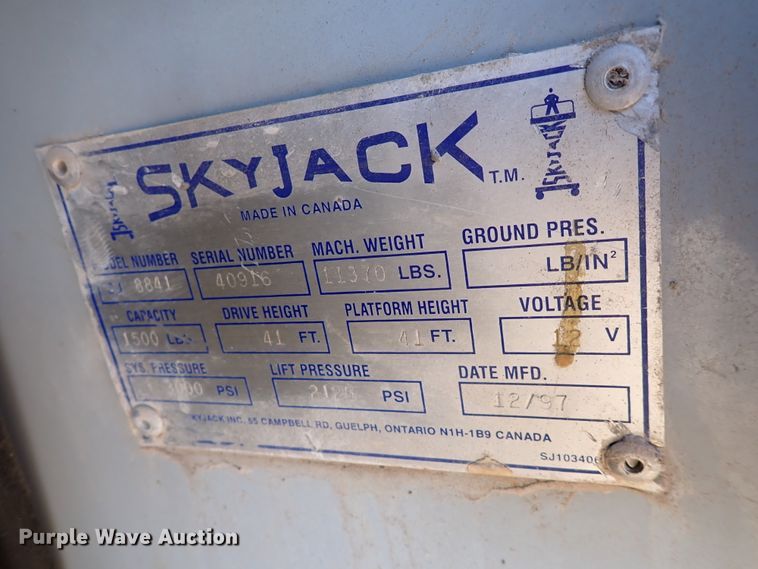 SKYJACK T.M.
SKYJACK
MADE IN CANADA
MODEL NUMBER SERIAL NUMBER MACH. WEIGHT GROUND PRES.
SJ 8841 40916 11370 LBS. LB/IN²
CAPACITY DRIVE HEIGHT PLATFORM HEIGHT VOLTAGE
1500 LBS 41 FT. 41 FT. 12 V
SYS. PRESSURE LIFT PRESSURE DATE MFD.
3000 PSI PSI 12/97
SKYJACK INC. 55 CAMPBELL RD, GUELPH, ONTARIO N1H-1B9 CANADA
SJ103406
Purple Wave Auction